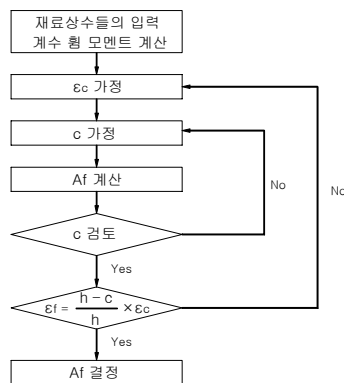 재료상수들의 입력
계수 휨 모멘트 계산
εc 가정
c 가정
Af 계산
No
No
c 검토
Yes
εf = h - c / h × εc
Yes
Af 결정